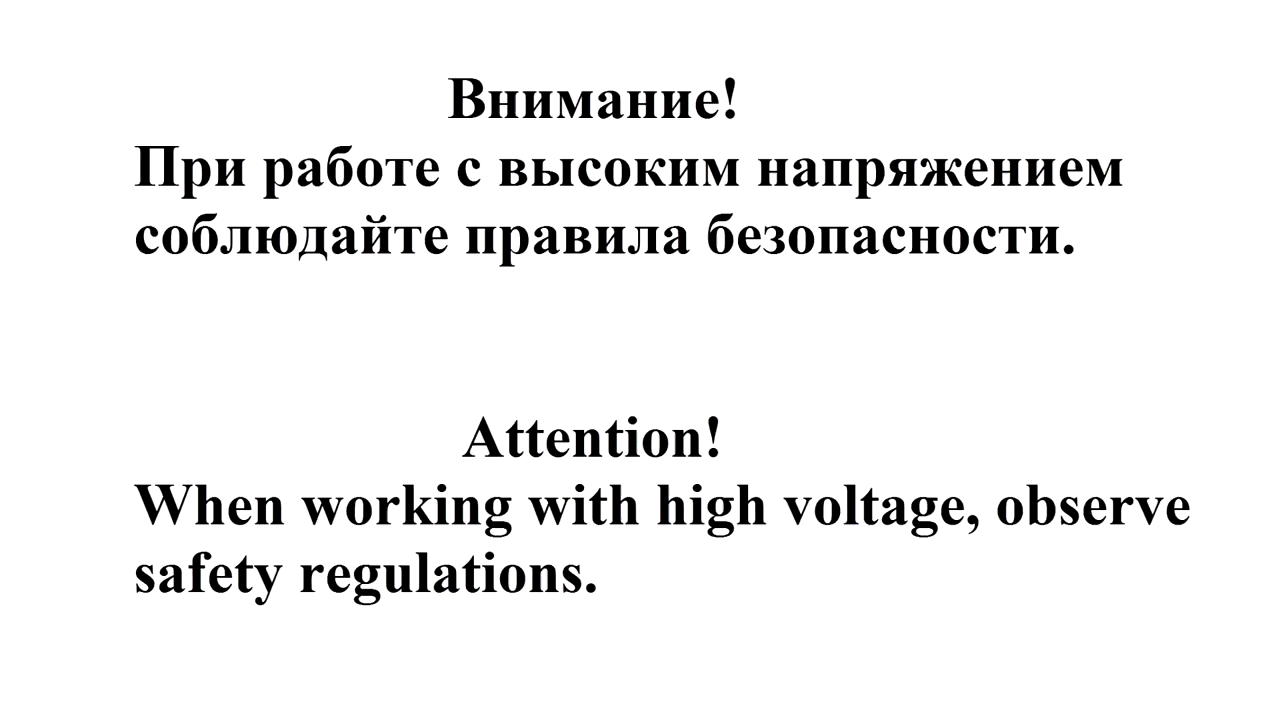 Внимание!
При работе с высоким напряжением
соблюдайте правила безопасности.
Attention!
When working with high voltage, observe
safety regulations.